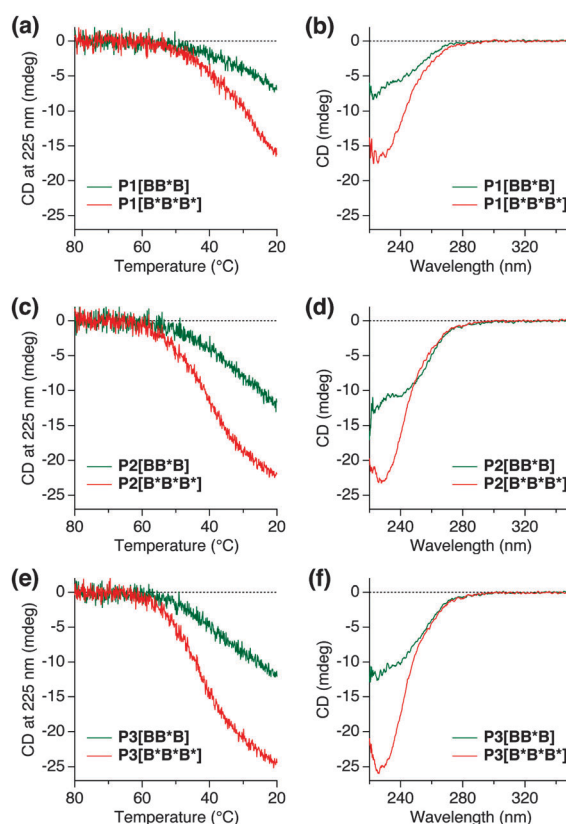 (a)
CD at 225 nm (mdeg)
0
-5
-10
-15
-20
-25
P1[BB*B]
P1[B*B*B*]
80
60
40
20
Temperature (°C)
(b)
CD (mdeg)
0
-5
-10
-15
-20
-25
P1[BB*B]
P1[B*B*B*]
240
280
320
Wavelength (nm)
(c)
CD at 225 nm (mdeg)
0
-5
-10
-15
-20
-25
P2[BB*B]
P2[B*B*B*]
80
60
40
20
Temperature (°C)
(d)
CD (mdeg)
0
-5
-10
-15
-20
-25
P2[BB*B]
P2[B*B*B*]
240
280
320
Wavelength (nm)
(e)
CD at 225 nm (mdeg)
0
-5
-10
-15
-20
-25
P3[BB*B]
P3[B*B*B*]
80
60
40
20
Temperature (°C)
(f)
CD (mdeg)
0
-5
-10
-15
-20
-25
P3[BB*B]
P3[B*B*B*]
240
280
320
Wavelength (nm)